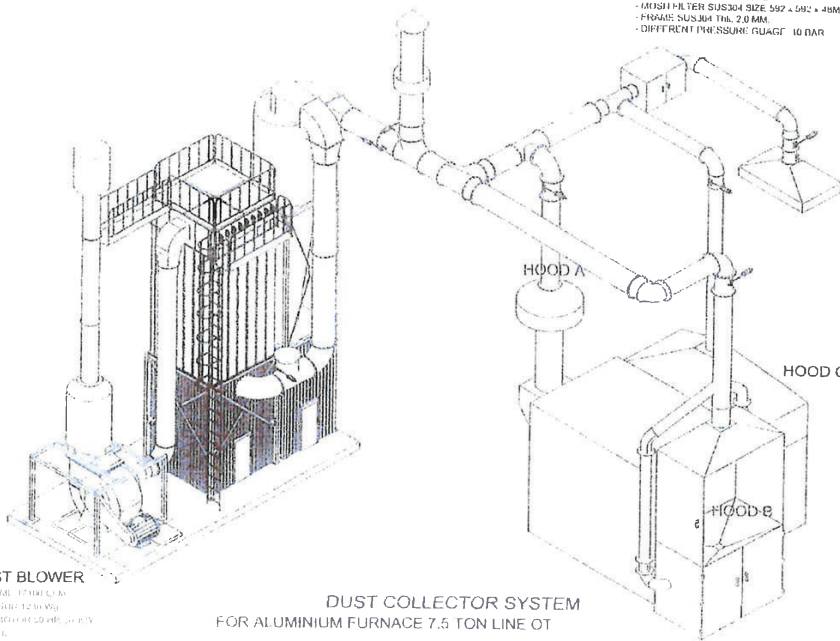 - MOSH FILTER SUS304 SIZE 592 x 592 x 48M
- FRAME SUS304 Thk. 2.0 MM.
- DIFFERENT PRESSURE GUAGE 10 BAR
HOOD A
HOOD C
HOOD B
ST BLOWER
DUST COLLECTOR SYSTEM
FOR ALUMINIUM FURNACE 7.5 TON LINE OT